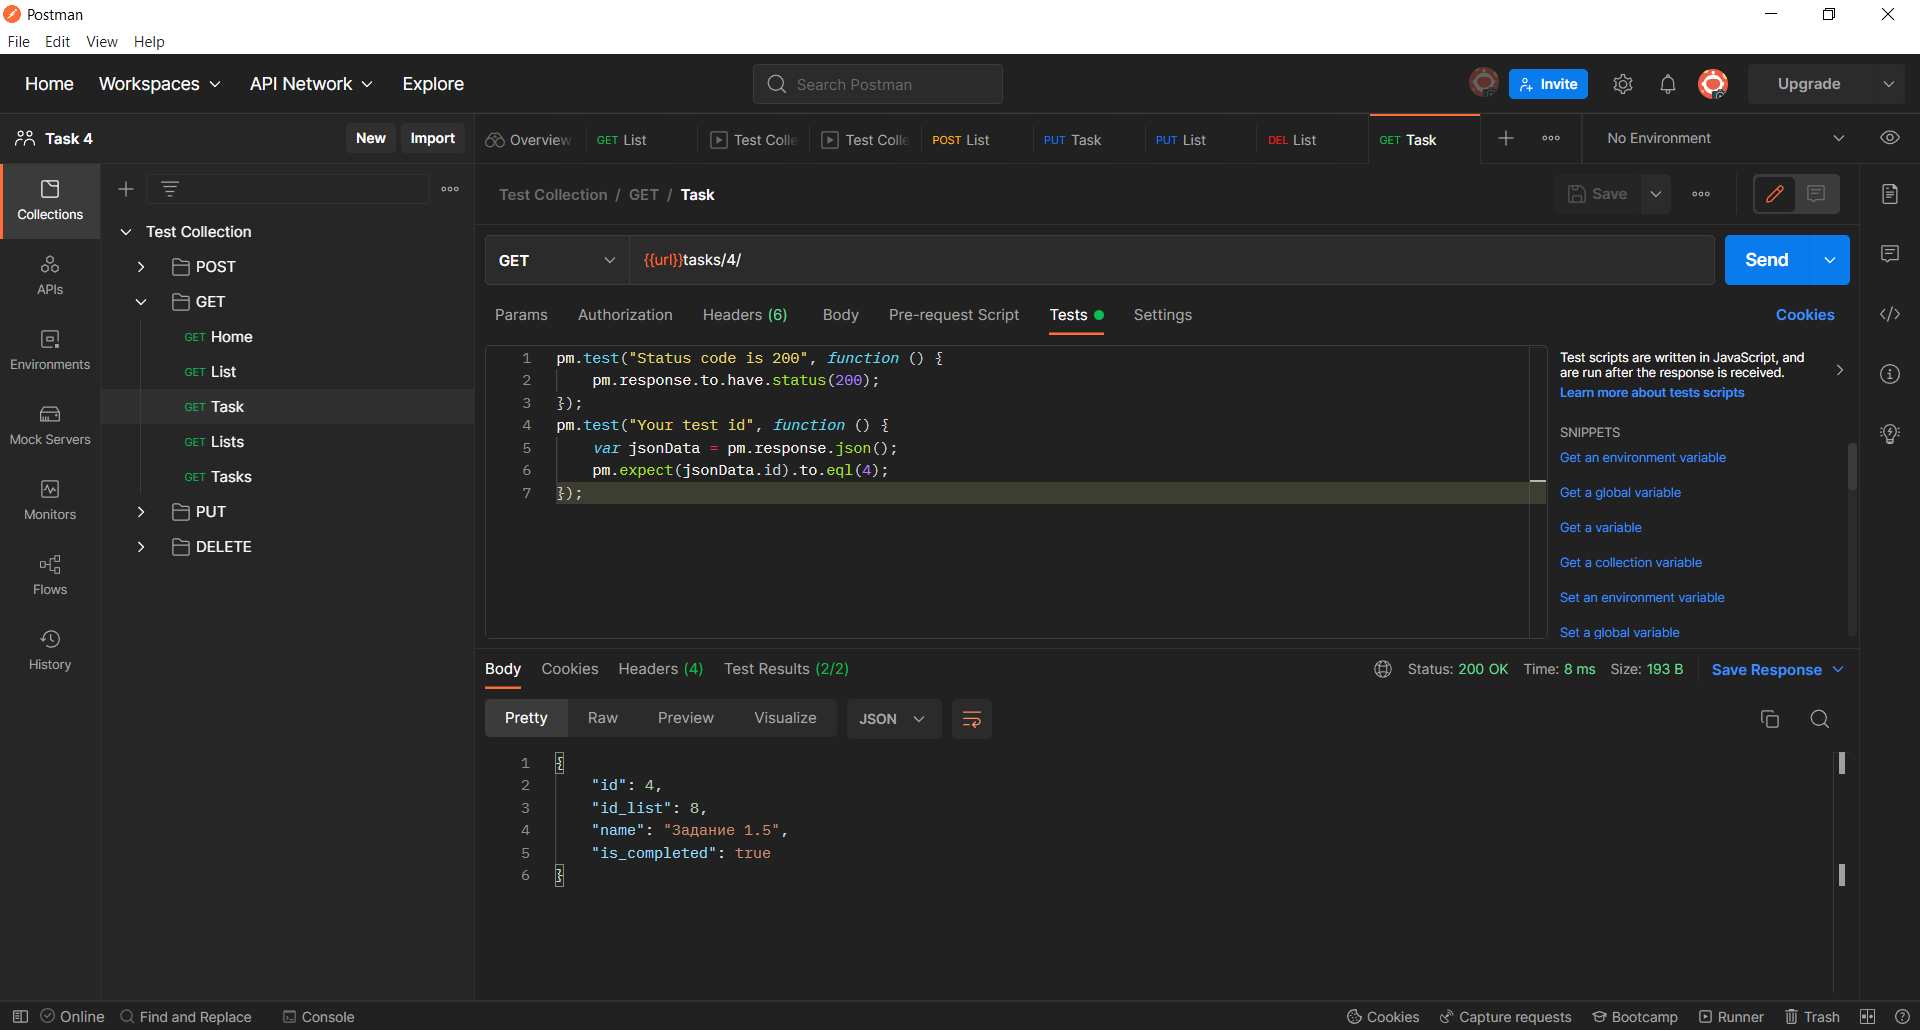 Postman
File Edit View Help
Home Workspaces API Network Explore Search Postman Invite Upgrade
Task 4 New Import
Overview GET List Test Colle Test Colle POST List PUT Task PUT List DEL List GET Task No Environment
Collections
APIs
Environments
Mock Servers
Monitors
Flows
History
Test Collection
POST
GET
GET Home
GET List
GET Task
GET Lists
GET Tasks
PUT
DELETE
Test Collection / GET / Task Save
GET {{url}}tasks/4/ Send
Params Authorization Headers (6) Body Pre-request Script Tests Settings Cookies
1 pm.test("Status code is 200", function () {
2 pm.response.to.have.status(200);
3 });
4 pm.test("Your test id", function () {
5 var jsonData = pm.response.json();
6 pm.expect(jsonData.id).to.eql(4);
7 });
Test scripts are written in JavaScript, and
are run after the response is received.
Learn more about tests scripts
SNIPPETS
Get an environment variable
Get a global variable
Get a variable
Get a collection variable
Set an environment variable
Set a global variable
Body Cookies Headers (4) Test Results (2/2) Status: 200 OK Time: 8 ms Size: 193 B Save Response
Pretty Raw Preview Visualize JSON
1 {
2 "id": 4,
3 "id_list": 8,
4 "name": "Задание 1.5",
5 "is_completed": true
6 }
Online Find and Replace Console Cookies Capture requests Bootcamp Runner Trash